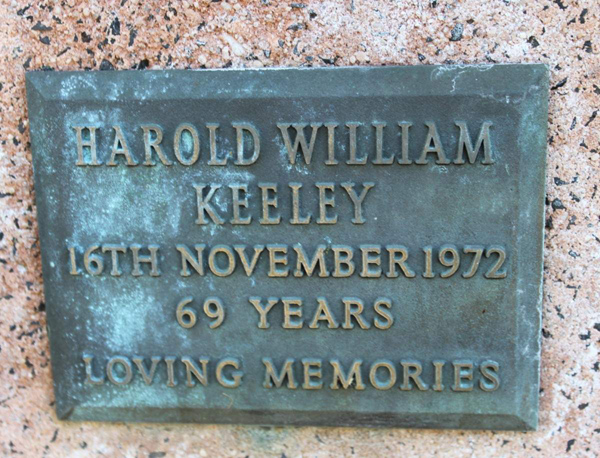 HAROLD WILLIAM
KEELEY
16TH NOVEMBER 1972
69 YEARS
LOVING MEMORIES